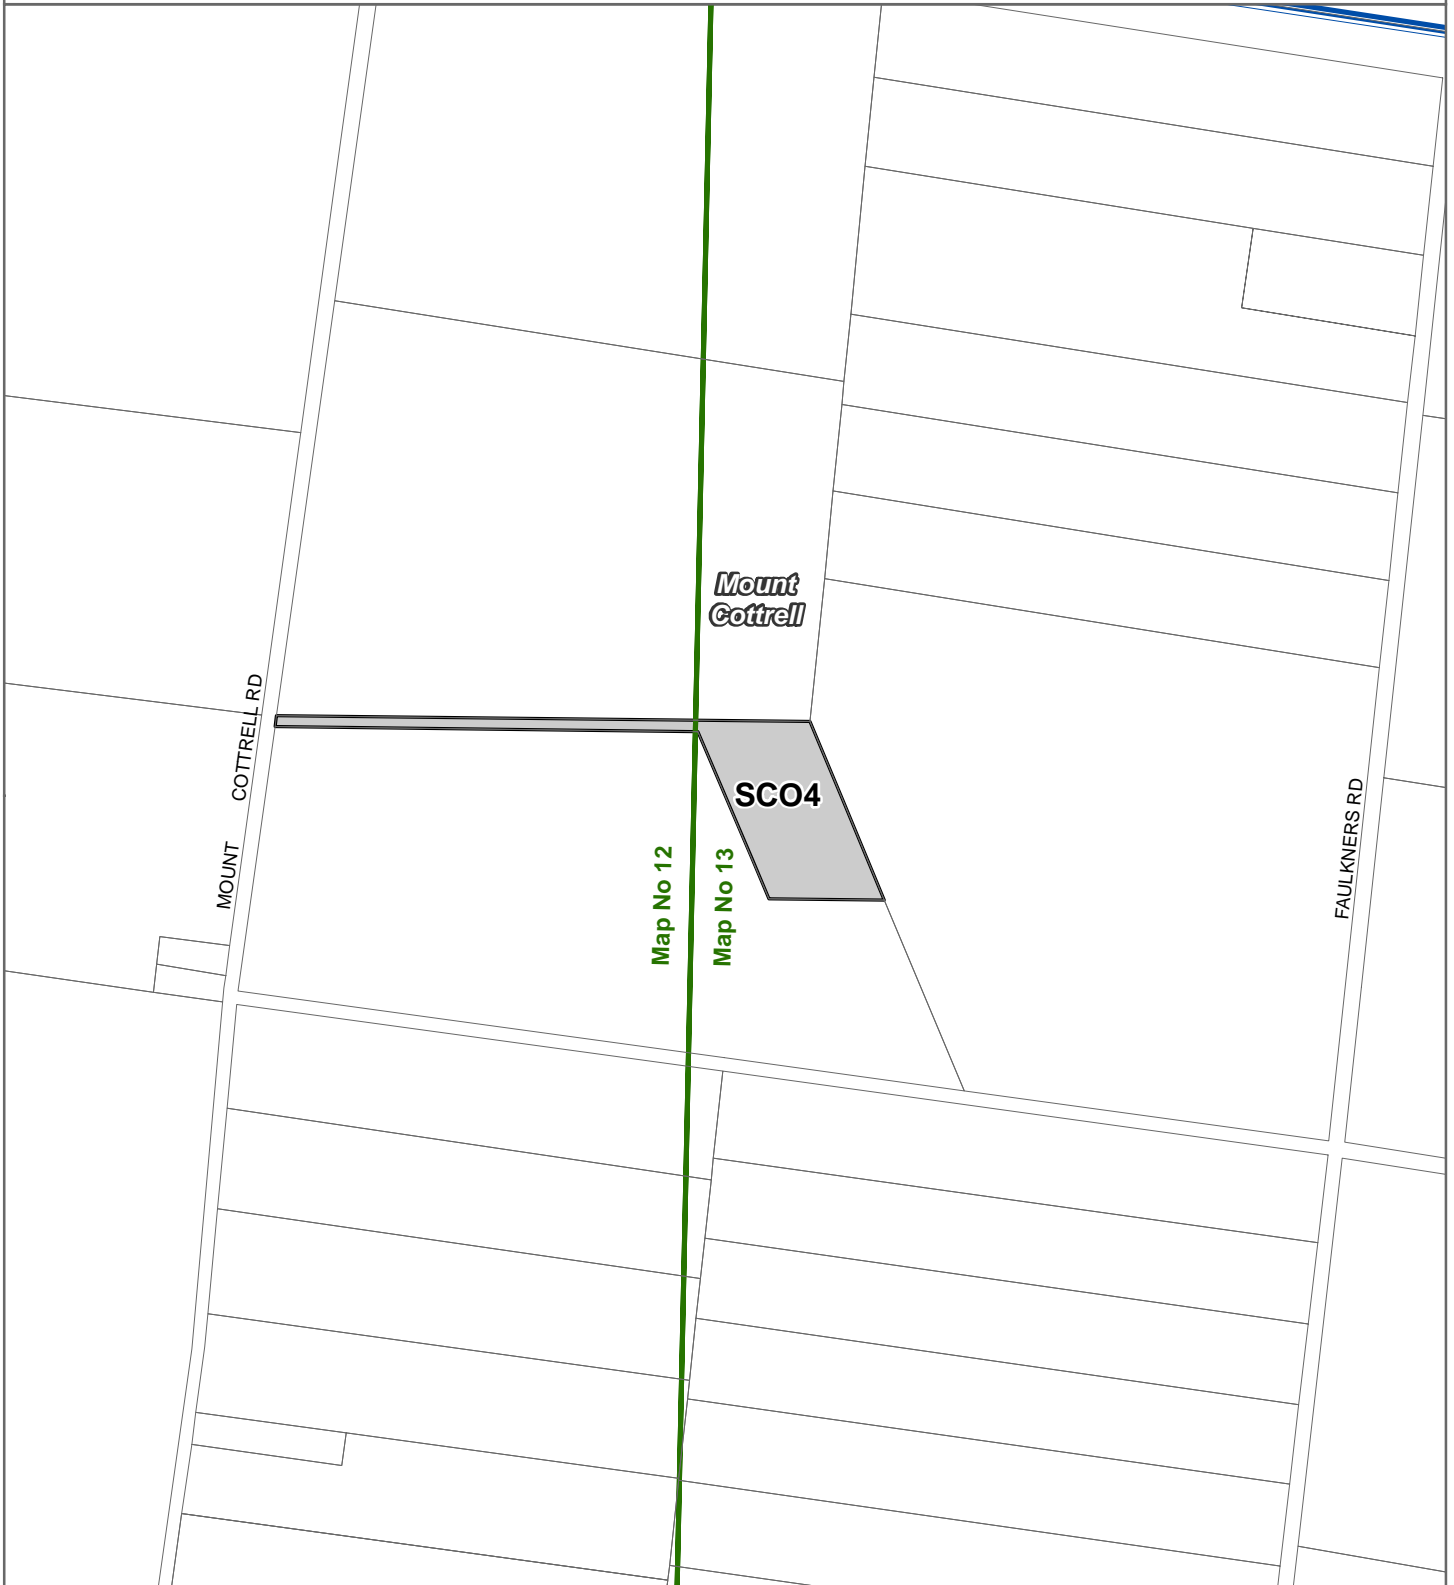 Mount
Cottrell
COTTRELL RD
MOUNT
SCO4
Map No 12
Map No 13
FAULKNERS RD